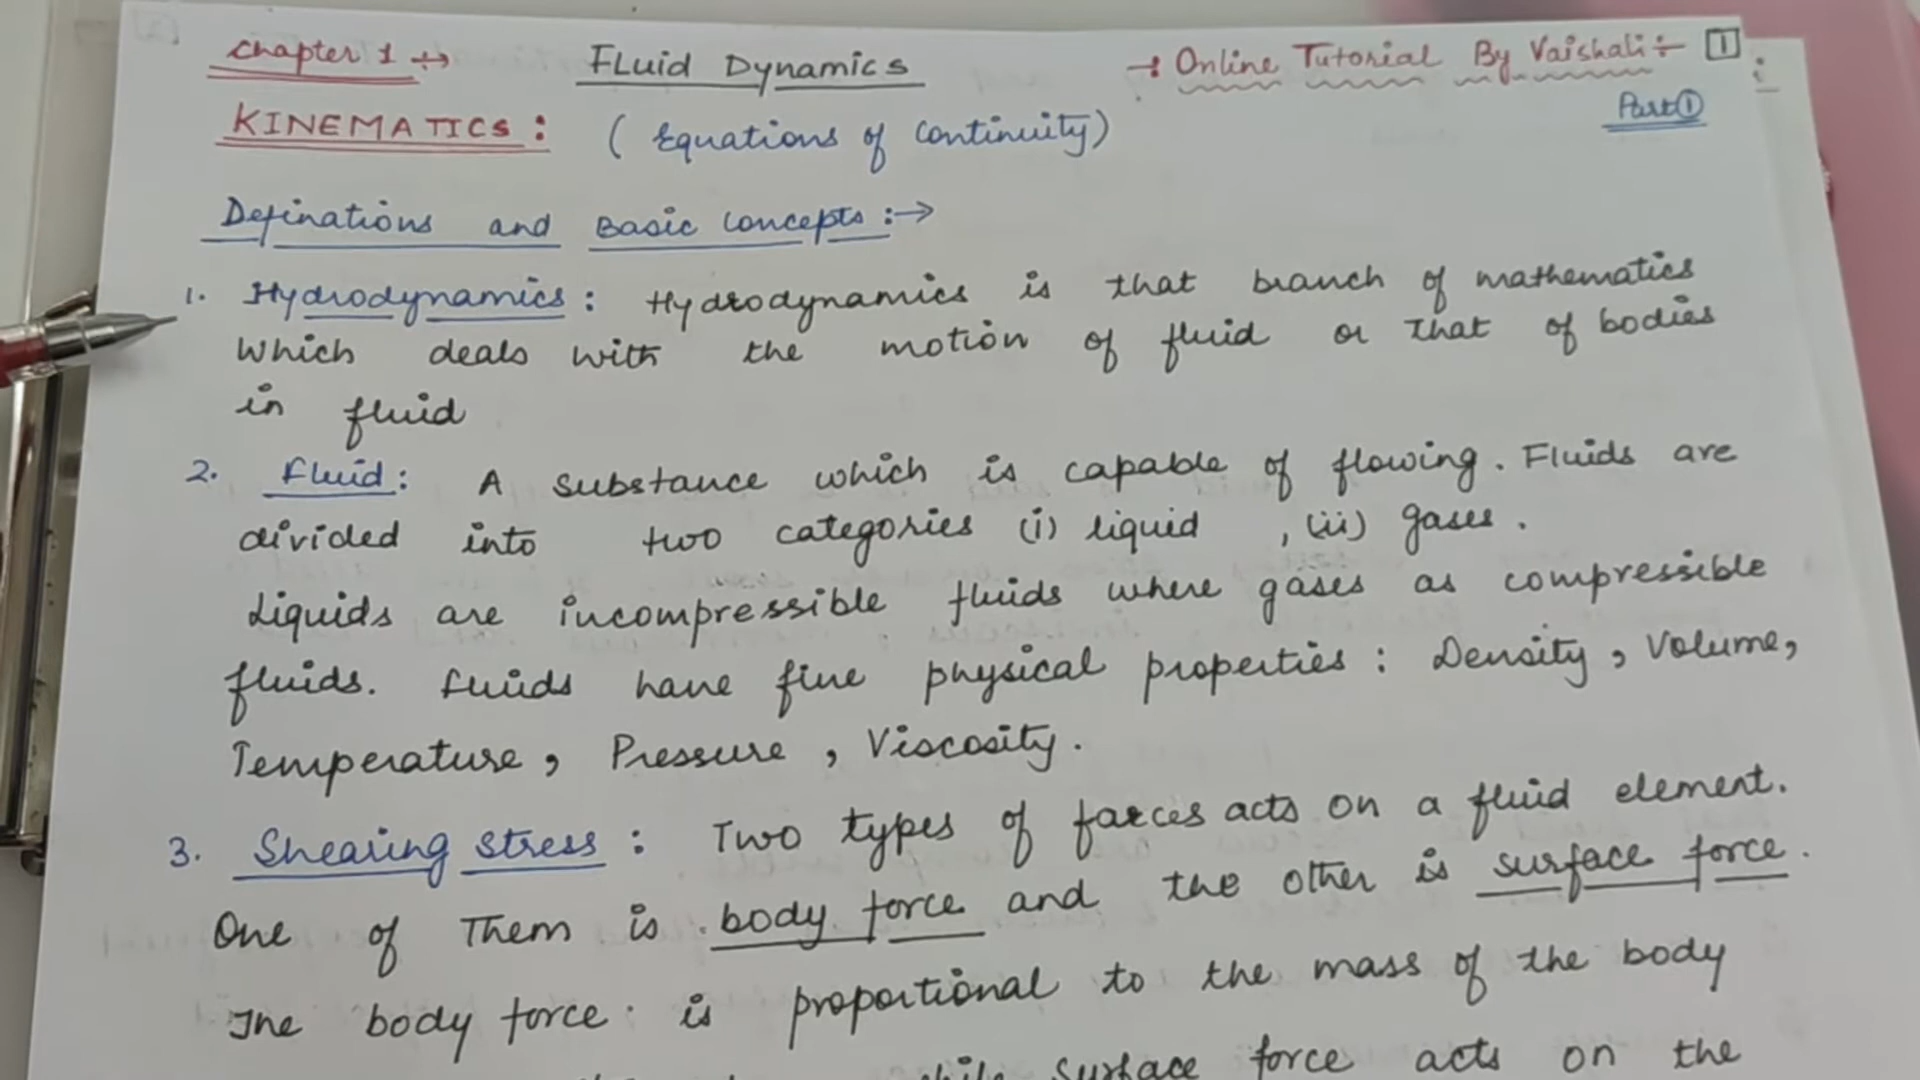 Chapter 1 → Fluid Dynamics → Online Tutorial By Vaishali ÷ 1
Part ①
KINEMATICS : ( Equations of Continuity)
Definations and Basic Concepts :→
1. Hydrodynamics : Hydrodynamics is that branch of mathematics
which deals with the motion of fluid or that of bodies
in fluid
2. Fluid : A substance which is capable of flowing. Fluids are
divided into two categories (i) liquid , (ii) gases .
Liquids are incompressible fluids where gases as compressible
fluids. Fluids have five physical properties : Density , Volume,
Temperature , Pressure , Viscosity .
3. Shearing stress : Two types of forces acts on a fluid element.
One of Them is body force and the other is surface force .
The body force is proportional to the mass of the body
while surface force acts on the